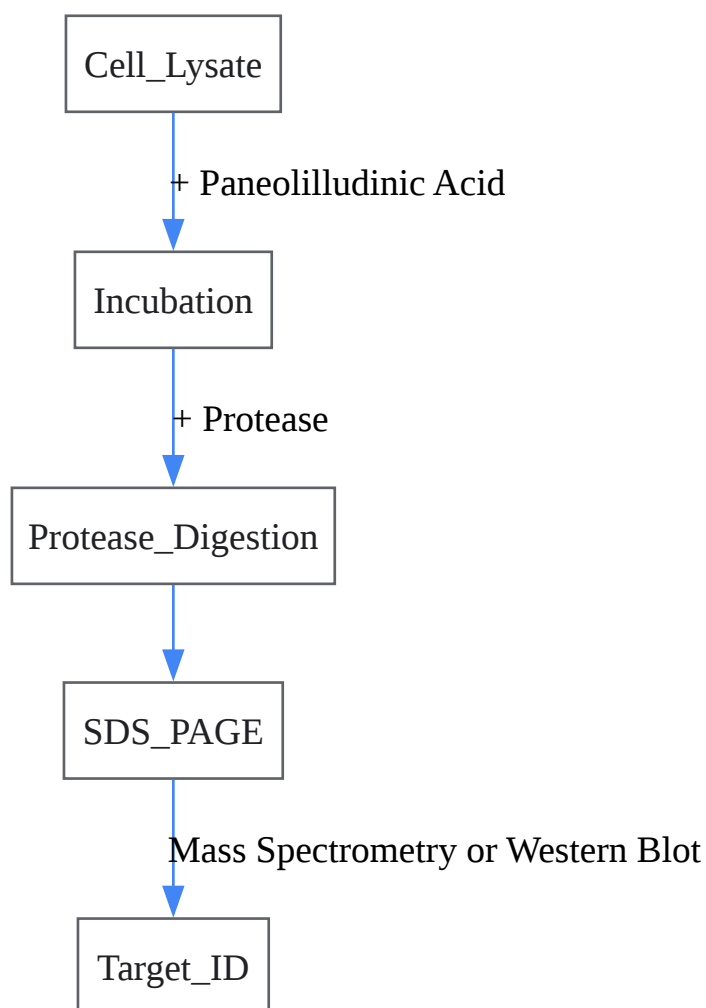 Cell_Lysate
+ Paneolilludinic Acid
Incubation
+ Protease
Protease_Digestion
SDS_PAGE
Mass Spectrometry or Western Blot
Target_ID